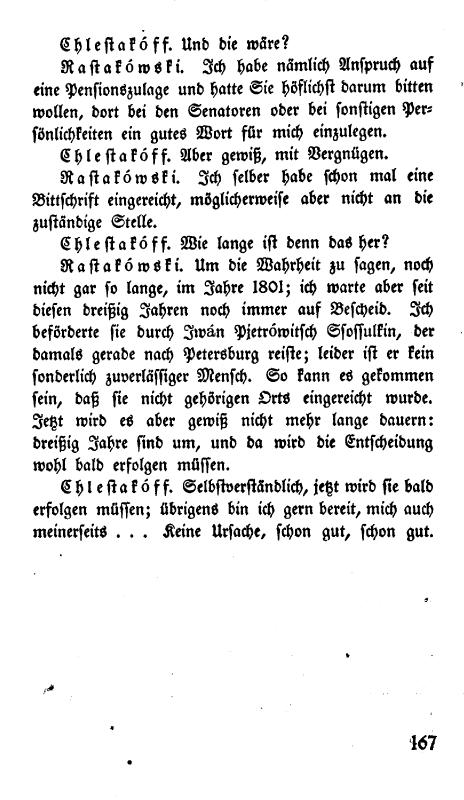 Chlestakóff. Und die wäre?
Rastakówski. Ich habe nämlich Anspruch auf
eine Pensionszulage und hatte Sie höflichst darum bitten
wollen, dort bei den Senatoren oder bei sonstigen Per-
sönlichkeiten ein gutes Wort für mich einzulegen.
Chlestakóff. Aber gewiß, mit Vergnügen.
Rastakówski. Ich selber habe schon mal eine
Bittschrift eingereicht, möglicherweise aber nicht an die
zuständige Stelle.
Chlestakóff. Wie lange ist denn das her?
Rastakówski. Um die Wahrheit zu sagen, noch
nicht gar so lange, im Jahre 1801; ich warte aber seit
diesen dreißig Jahren noch immer auf Bescheid. Ich
beförderte sie durch Iwán Pjetrówitsch Ssossulkin, der
damals gerade nach Petersburg reiste; leider ist er kein
sonderlich zuverlässiger Mensch. So kann es gekommen
sein, daß sie nicht gehörigen Orts eingereicht wurde.
Jetzt wird es aber gewiß nicht mehr lange dauern:
dreißig Jahre sind um, und da wird die Entscheidung
wohl bald erfolgen müssen.
Chlestakóff. Selbstverständlich, jetzt wird sie bald
erfolgen müssen; übrigens bin ich gern bereit, mich auch
meinerseits . . . Keine Ursache, schon gut, schon gut.
167